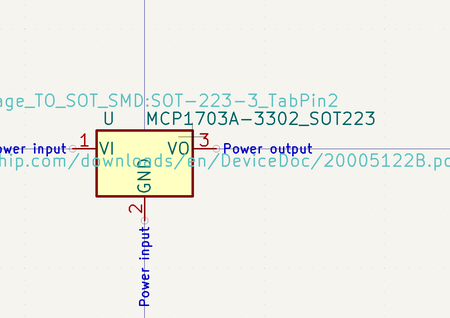 age_TO_SOT_SMD:SOT-223-3_TabPin2
U MCP1703A-3302_SOT223
ower input 1 VI VO 3 Power output
hip.com/downloads/en/DeviceDoc/20005122B.pd
GND
2
Power input